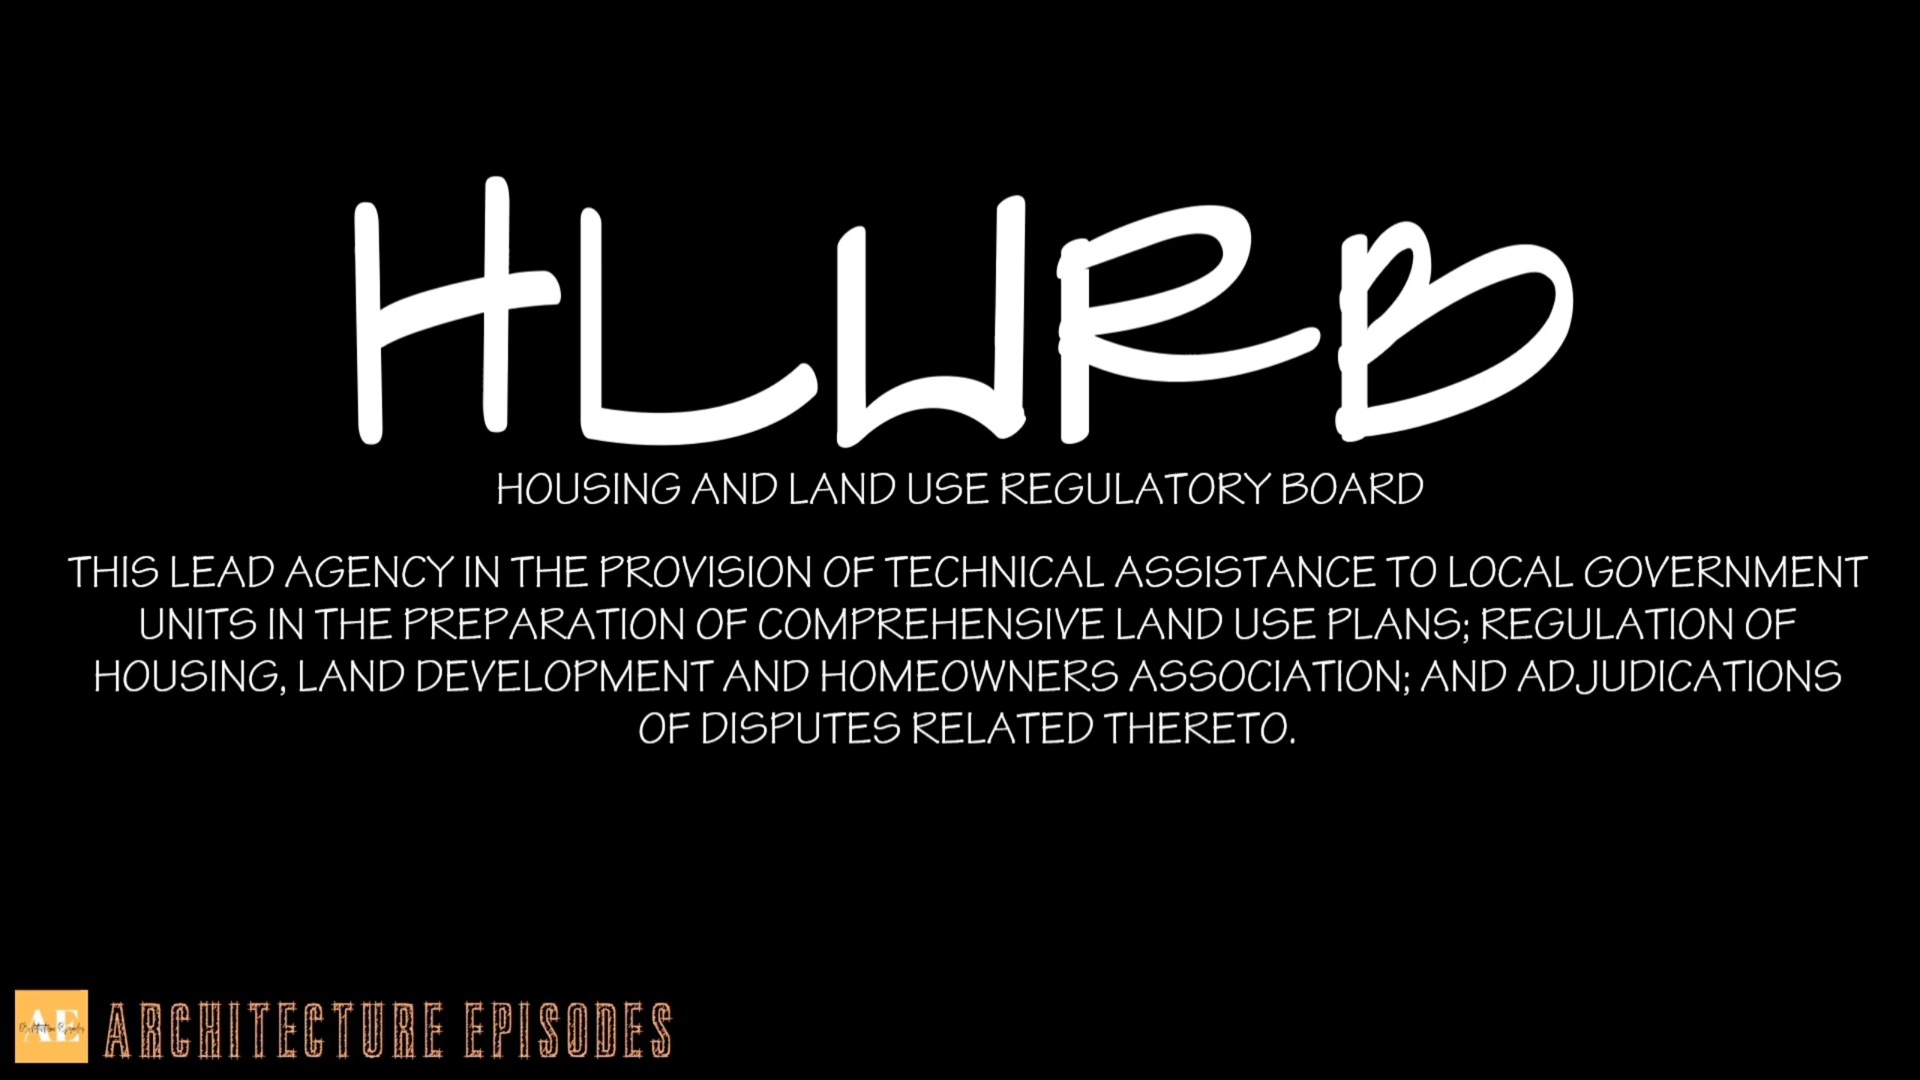 HLURB
HOUSING AND LAND USE REGULATORY BOARD
THIS LEAD AGENCY IN THE PROVISION OF TECHNICAL ASSISTANCE TO LOCAL GOVERNMENT
UNITS IN THE PREPARATION OF COMPREHENSIVE LAND USE PLANS; REGULATION OF
HOUSING, LAND DEVELOPMENT AND HOMEOWNERS ASSOCIATION; AND ADJUDICATIONS
OF DISPUTES RELATED THERETO.
AE
ARCHITECTURE EPISODES